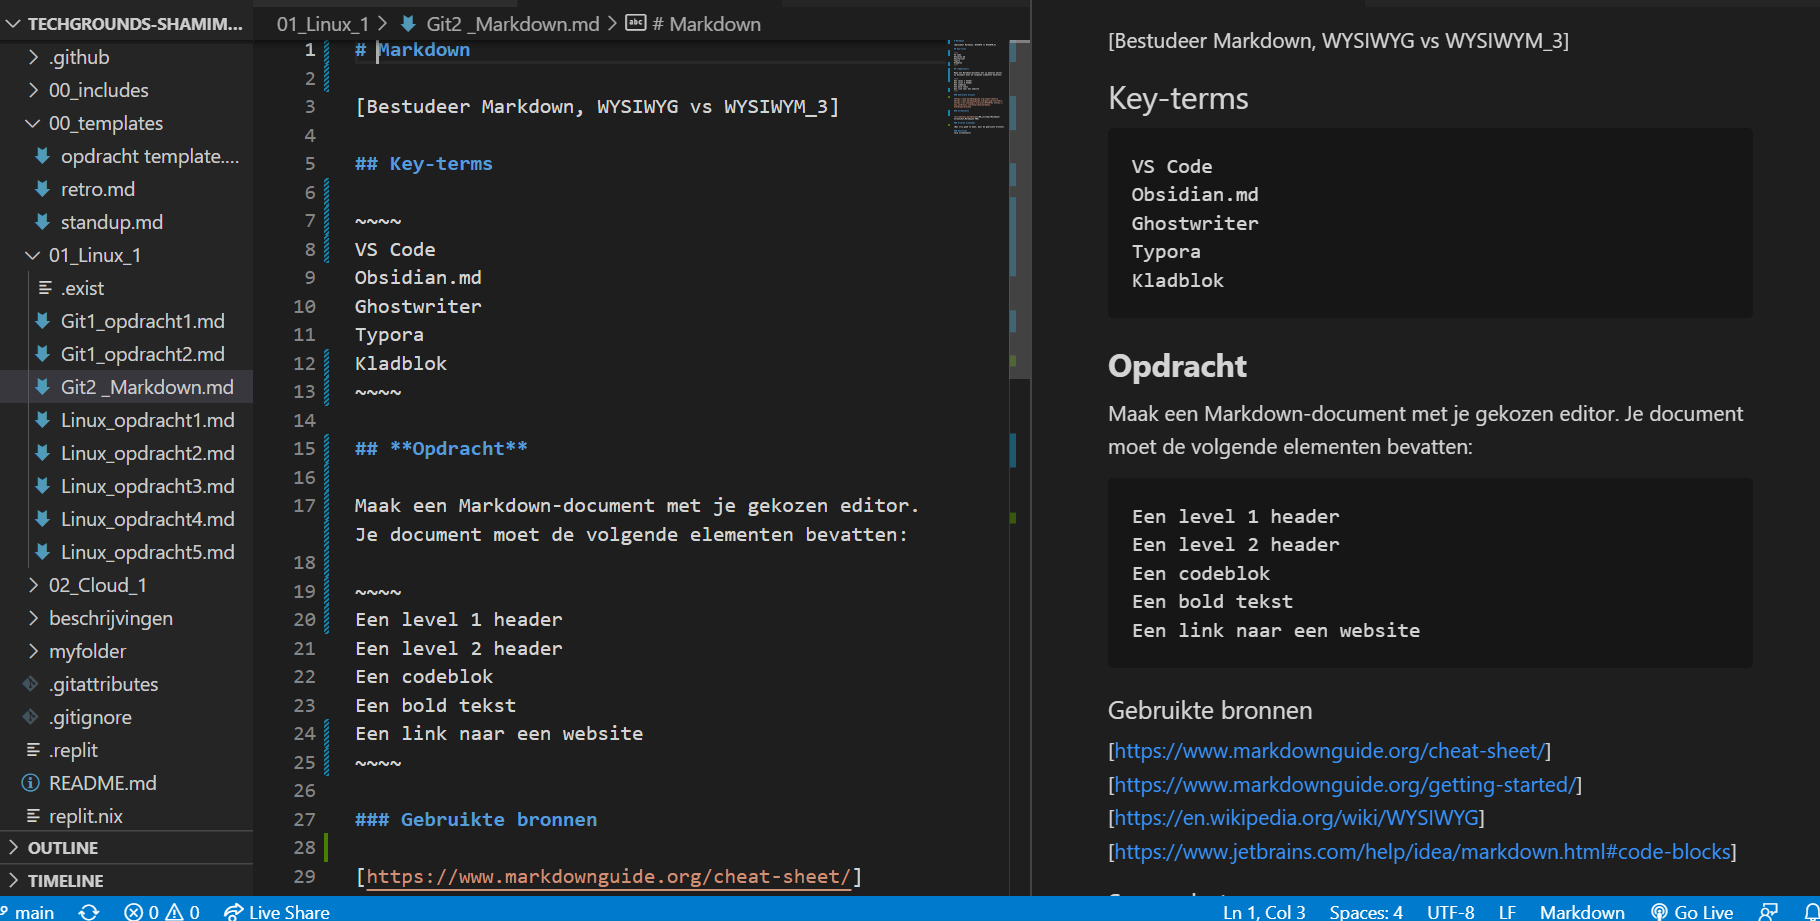 TECHGROUNDS-SHAMIM...
.github
00_includes
00_templates
opdracht template....
retro.md
standup.md
01_Linux_1
.exist
Git1_opdracht1.md
Git1_opdracht2.md
Git2 _Markdown.md
Linux_opdracht1.md
Linux_opdracht2.md
Linux_opdracht3.md
Linux_opdracht4.md
Linux_opdracht5.md
02_Cloud_1
beschrijvingen
myfolder
.gitattributes
.gitignore
.replit
README.md
replit.nix
OUTLINE
TIMELINE
01_Linux_1 > Git2 _Markdown.md > abc # Markdown
1 # Markdown
2
3 [Bestudeer Markdown, WYSIWYG vs WYSIWYM_3]
4
5 ## Key-terms
6
7 ~~~~
8 VS Code
9 Obsidian.md
10 Ghostwriter
11 Typora
12 Kladblok
13 ~~~~
14
15 ## **Opdracht**
16
17 Maak een Markdown-document met je gekozen editor.
Je document moet de volgende elementen bevatten:
18
19 ~~~~
20 Een level 1 header
21 Een level 2 header
22 Een codeblok
23 Een bold tekst
24 Een link naar een website
25 ~~~~
26
27 ### Gebruikte bronnen
28
29 [https://www.markdownguide.org/cheat-sheet/]
[Bestudeer Markdown, WYSIWYG vs WYSIWYM_3]
Key-terms
VS Code
Obsidian.md
Ghostwriter
Typora
Kladblok
Opdracht
Maak een Markdown-document met je gekozen editor. Je document
moet de volgende elementen bevatten:
Een level 1 header
Een level 2 header
Een codeblok
Een bold tekst
Een link naar een website
Gebruikte bronnen
[https://www.markdownguide.org/cheat-sheet/]
[https://www.markdownguide.org/getting-started/]
[https://en.wikipedia.org/wiki/WYSIWYG]
[https://www.jetbrains.com/help/idea/markdown.html#code-blocks]
main 0 0 Live Share Ln 1, Col 3 Spaces: 4 UTF-8 LF Markdown Go Live